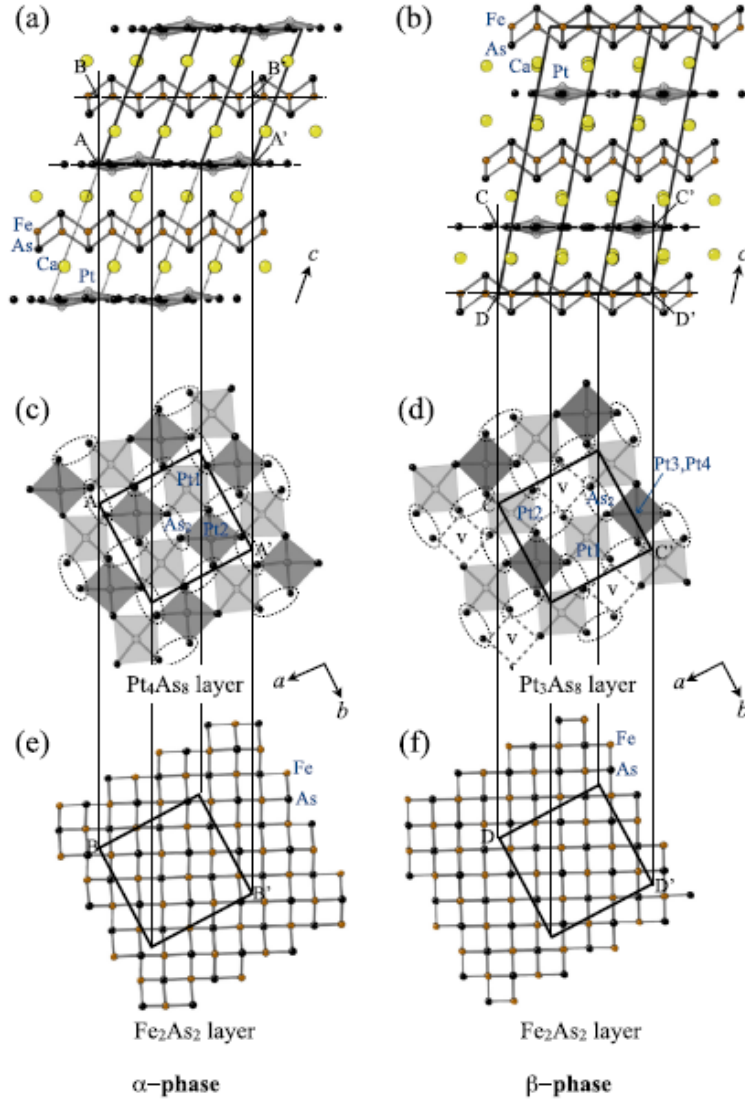 (a)
B
B'
A
A'
Fe
As
Ca
Pt
c
(b)
Fe
As
Ca
Pt
C
C'
D
D'
c
(c)
Pt1
A
As2
Pt2
A'
Pt4As8 layer
a
b
(d)
Pt3,Pt4
C
v
As2
Pt2
v
Pt1
C'
v
v
Pt3As8 layer
a
b
(e)
Fe
As
B
B'
Fe2As2 layer
α−phase
(f)
Fe
As
D
D'
Fe2As2 layer
β−phase